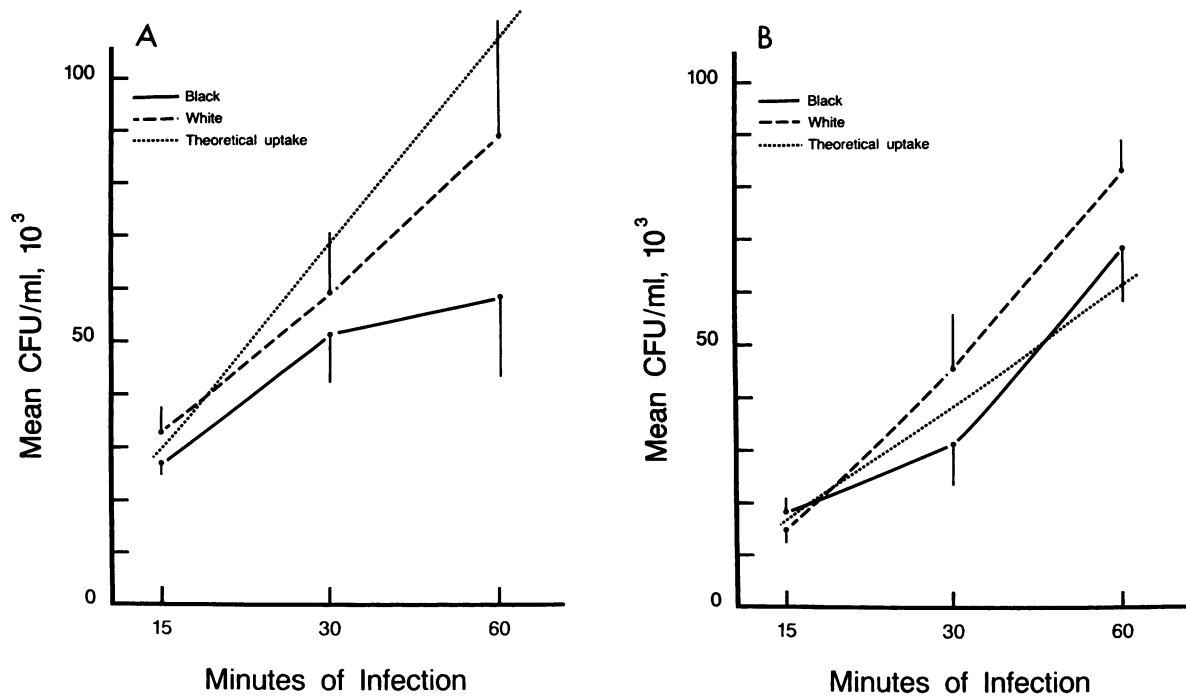 A
100
Black
White
Theoretical uptake
50
0
15 30 60
Mean CFU/ml, 10³
Minutes of Infection
B
100
Black
White
Theoretical uptake
50
0
15 30 60
Mean CFU/ml, 10³
Minutes of Infection